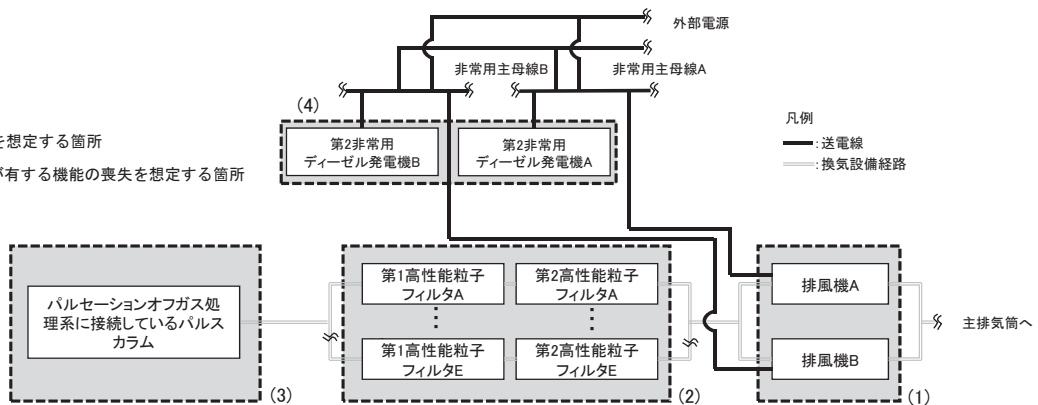 外部電源
非常用主母線B
非常用主母線A
(4)
凡例
を想定する箇所
第2非常用
ディーゼル発電機B
第2非常用
ディーゼル発電機A
:送電線
:換気設備経路
が有する機能の喪失を想定する箇所
パルセーションオフガス処
理系に接続しているパルス
カラム
(3)
第1高性能粒子
フィルタA
第2高性能粒子
フィルタA
第1高性能粒子
フィルタE
第2高性能粒子
フィルタE
(2)
排風機A
排風機B
(1)
主排気筒へ